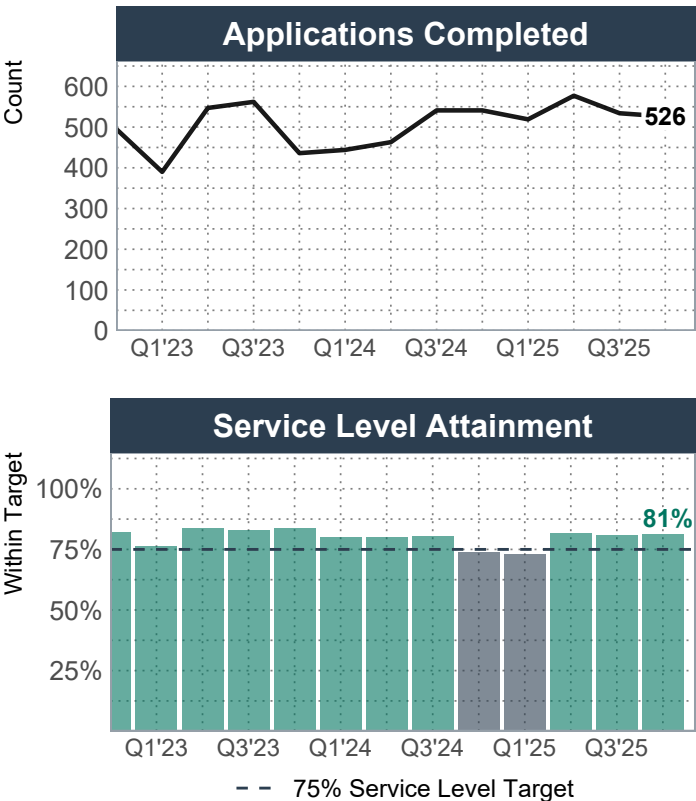 Applications Completed
Count
600
500
400
300
200
100
0
526
Q1'23 Q3'23 Q1'24 Q3'24 Q1'25 Q3'25
Service Level Attainment
Within Target
100%
75%
50%
25%
81%
Q1'23 Q3'23 Q1'24 Q3'24 Q1'25 Q3'25
75% Service Level Target